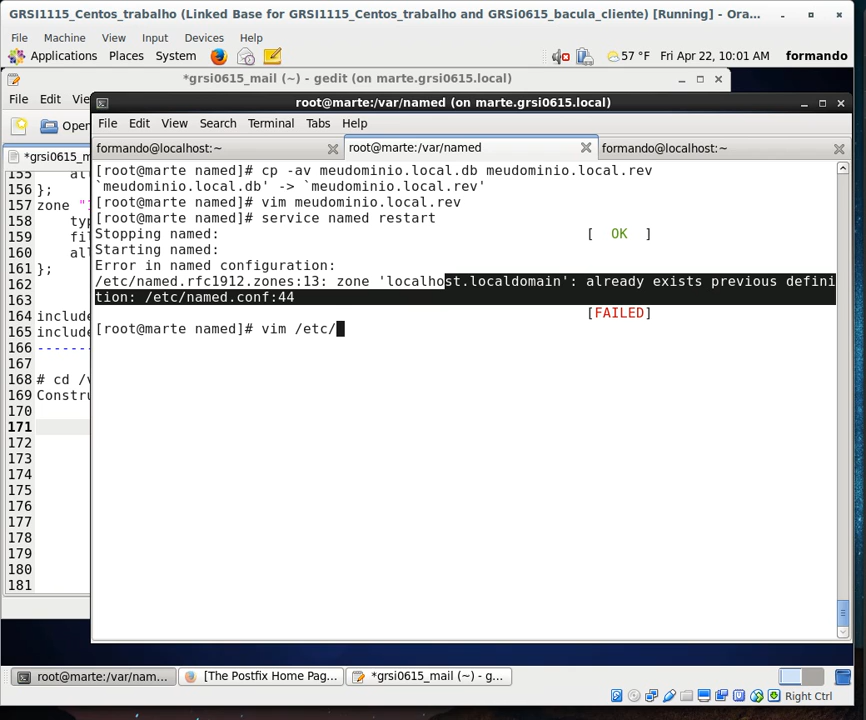 GRSI1115_Centos_trabalho (Linked Base for GRSI1115_Centos_trabalho and GRSi0615_bacula_cliente) [Running] - Ora...
File Machine View Input Devices Help
Applications Places System 57 °F Fri Apr 22, 10:01 AM formando
*grsi0615_mail (~) - gedit (on marte.grsi0615.local)
File Edit Vie
Open
*grsi0615_m
root@marte:/var/named (on marte.grsi0615.local)
File Edit View Search Terminal Tabs Help
formando@localhost:~ root@marte:/var/named formando@localhost:~
[root@marte named]# cp -av meudominio.local.db meudominio.local.rev
`meudominio.local.db' -> `meudominio.local.rev'
[root@marte named]# vim meudominio.local.rev
[root@marte named]# service named restart
Stopping named: [ OK ]
Starting named:
Error in named configuration:
/etc/named.rfc1912.zones:13: zone 'localhost.localdomain': already exists previous defini
tion: /etc/named.conf:44
[FAILED]
[root@marte named]# vim /etc/
155 al
156 };
157 zone "
158 typ
159 fil
160 all
161 };
162
163
164 include
165 include
166 -------
167
168 # cd /v
169 Constru
170
171
172
173
174
175
176
177
178
179
180
181
root@marte:/var/nam... [The Postfix Home Pag... *grsi0615_mail (~) - g...
Right Ctrl